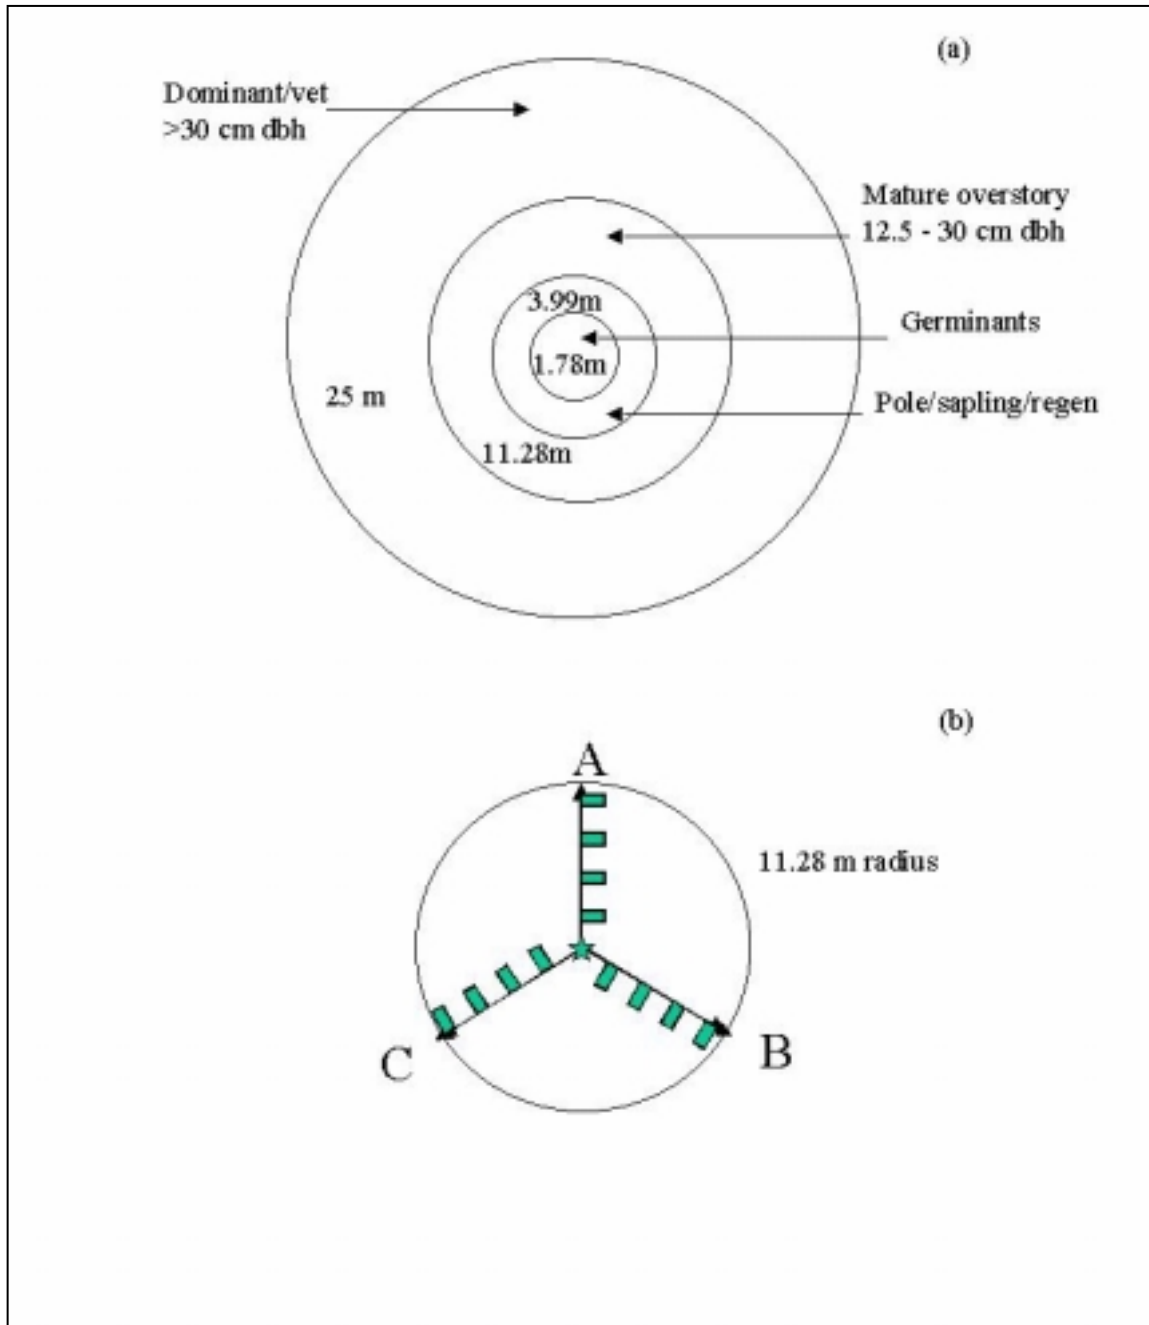 (a)
Dominant/vet
>30 cm dbh
Mature overstory
12.5 - 30 cm dbh
3.99m
Germinants
1.78m
25 m
Pole/sapling/regen
11.28m
(b)
A
11.28 m radius
C
B